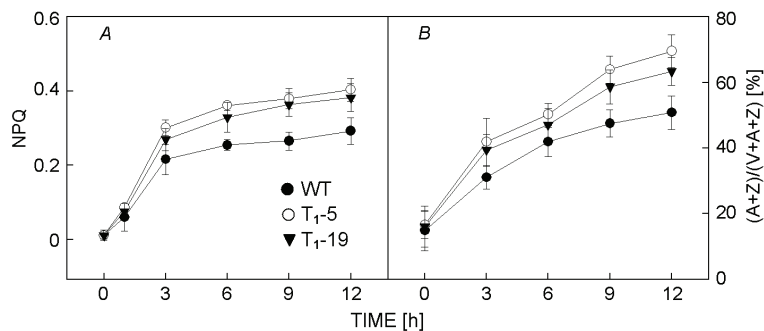 A
B
NPQ
0.6
0.4
0.2
0
WT
T₁-5
T₁-19
0 3 6 9 12
0 3 6 9 12
TIME [h]
80
60
40
20
0
(A+Z)/(V+A+Z) [%]